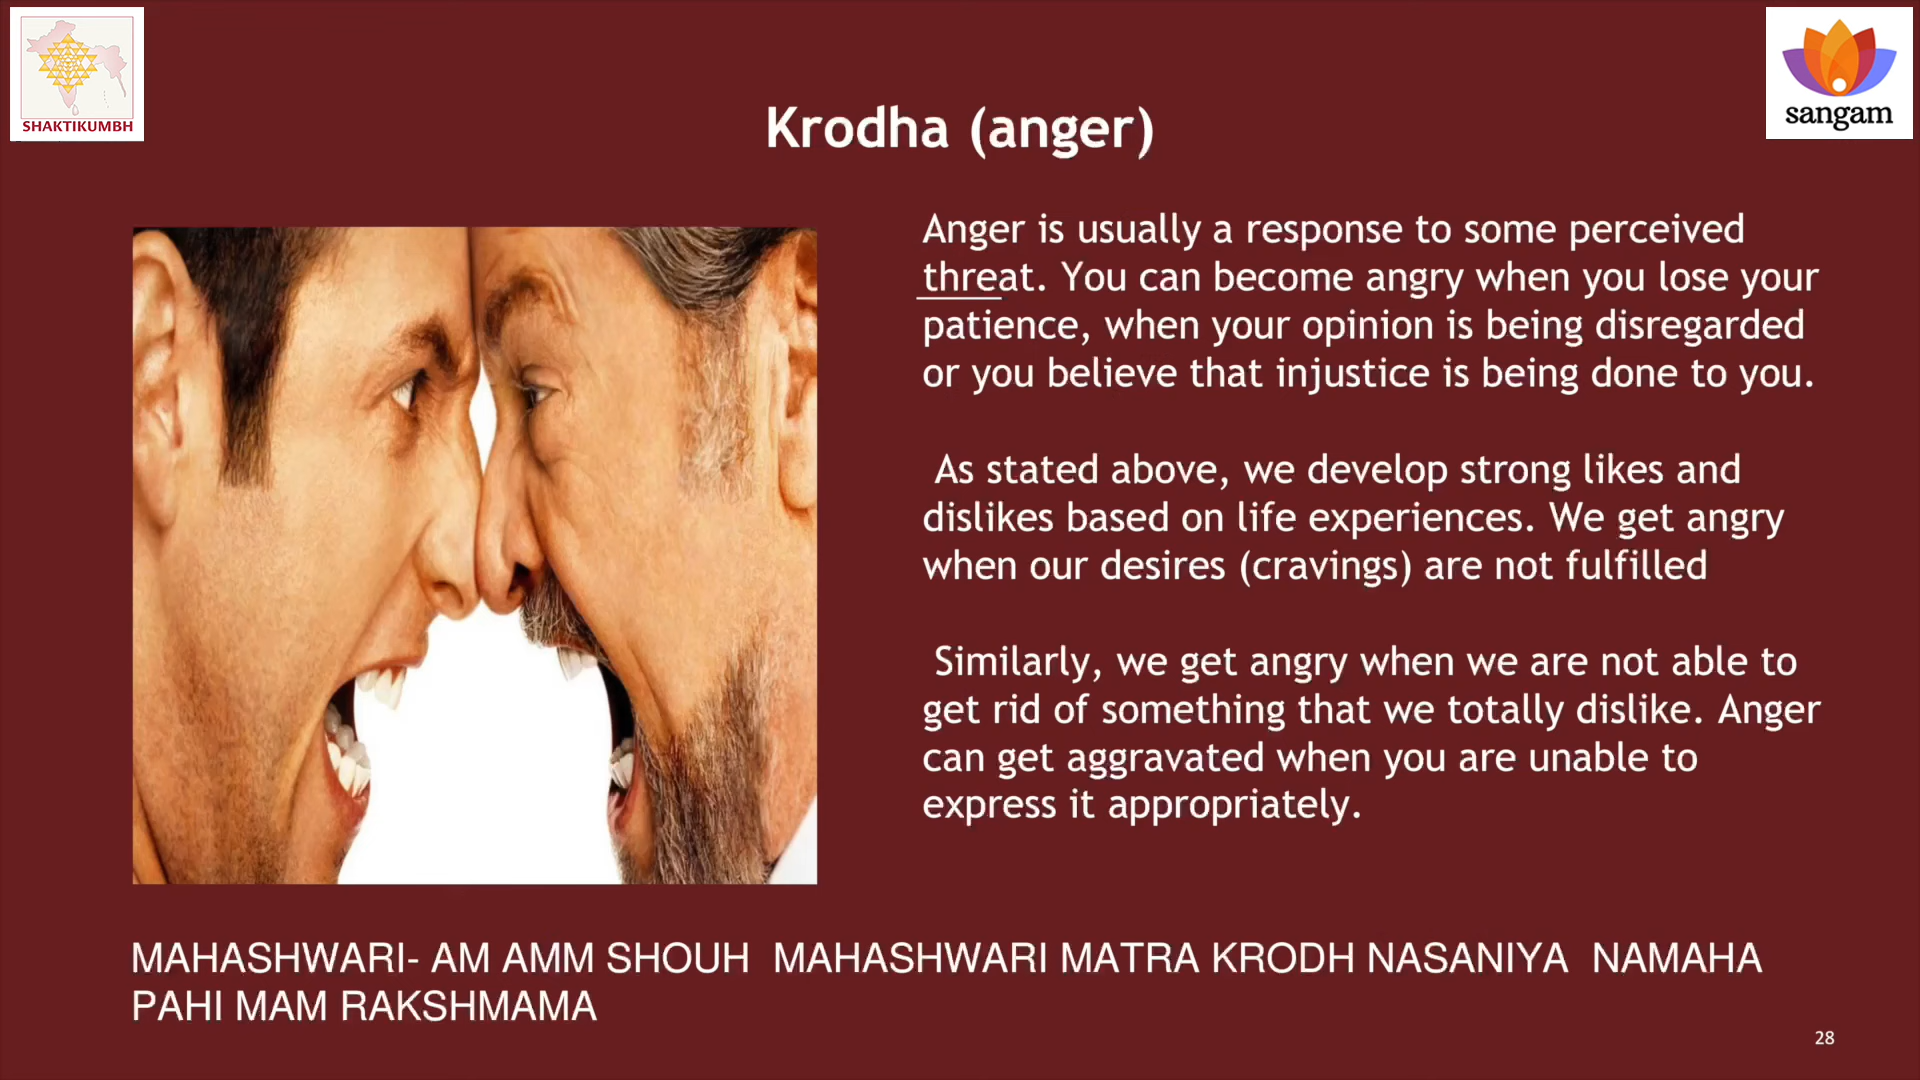 SHAKTIKUMBH
sangam
Krodha (anger)
Anger is usually a response to some perceived
threat. You can become angry when you lose your
patience, when your opinion is being disregarded
or you believe that injustice is being done to you.
As stated above, we develop strong likes and
dislikes based on life experiences. We get angry
when our desires (cravings) are not fulfilled
Similarly, we get angry when we are not able to
get rid of something that we totally dislike. Anger
can get aggravated when you are unable to
express it appropriately.
MAHASHWARI- AM AMM SHOUH MAHASHWARI MATRA KRODH NASANIYA NAMAHA
PAHI MAM RAKSHMAMA
28